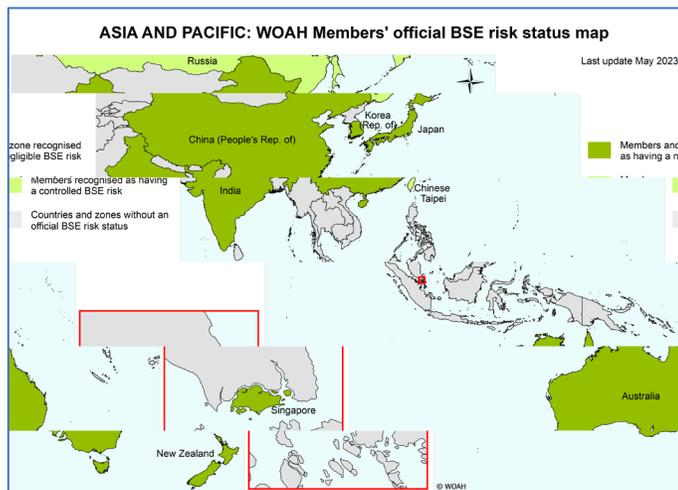 ASIA AND PACIFIC: WOAH Members' official BSE risk status map
Russia
Last update May 2023
Korea
(Rep. of)
China (People's Rep. of)
Japan
zone recognised
egligible BSE risk
Members and
as having a n
Members recognised as having
a controlled BSE risk
India
Chinese
Taipei
Countries and zones without an
official BSE risk status
Australia
Singapore
New Zealand
© WOAH